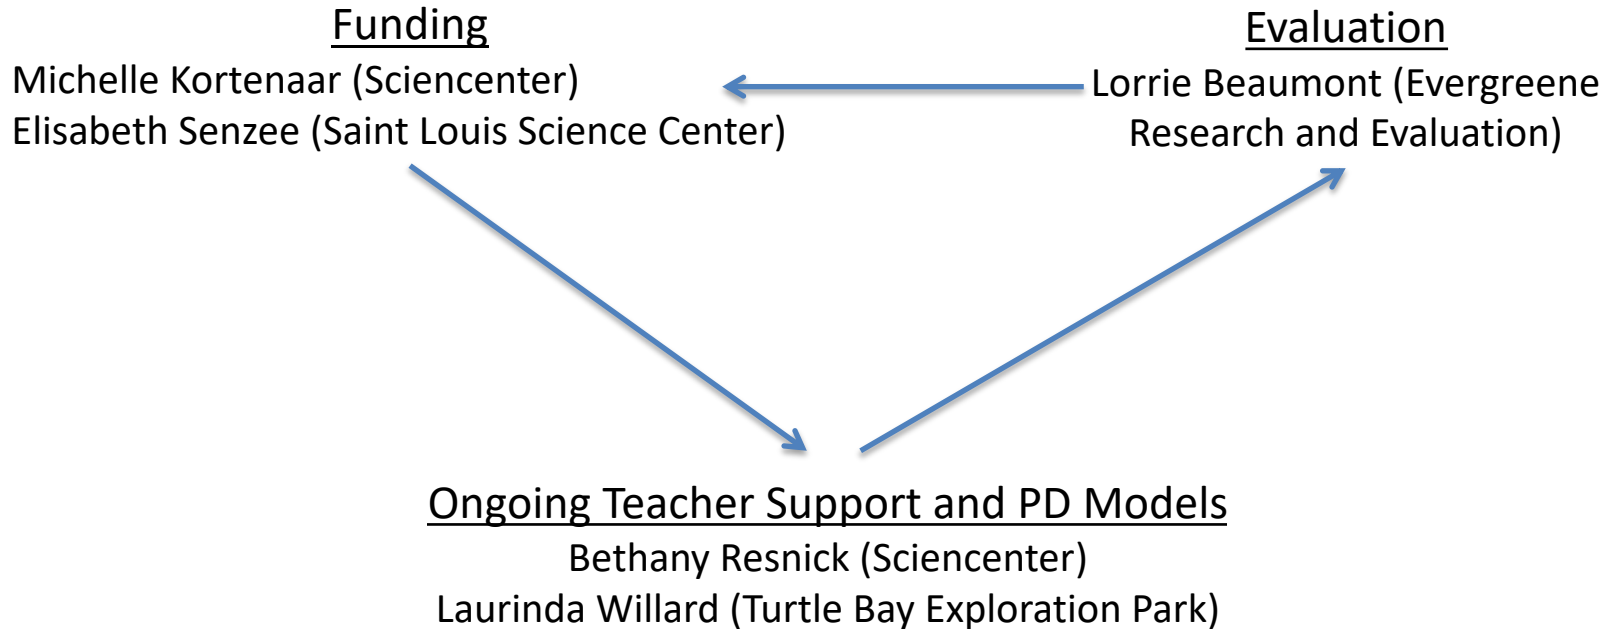 Funding
Michelle Kortenaar (Sciencenter)
Elisabeth Senzee (Saint Louis Science Center)
Evaluation
Lorrie Beaumont (Evergreene
Research and Evaluation)
Ongoing Teacher Support and PD Models
Bethany Resnick (Sciencenter)
Laurinda Willard (Turtle Bay Exploration Park)